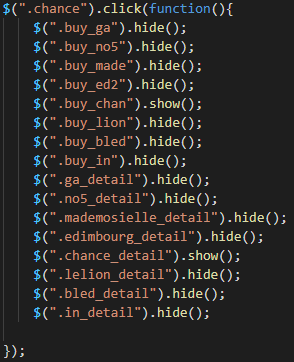 $(".chance").click(function(){
$(".buy_ga").hide();
$(".buy_no5").hide();
$(".buy_made").hide();
$(".buy_ed2").hide();
$(".buy_chan").show();
$(".buy_lion").hide();
$(".buy_bled").hide();
$(".buy_in").hide();
$(".ga_detail").hide();
$(".no5_detail").hide();
$(".mademosielle_detail").hide();
$(".edimbourg_detail").hide();
$(".chance_detail").show();
$(".lelion_detail").hide();
$(".bled_detail").hide();
$(".in_detail").hide();
});